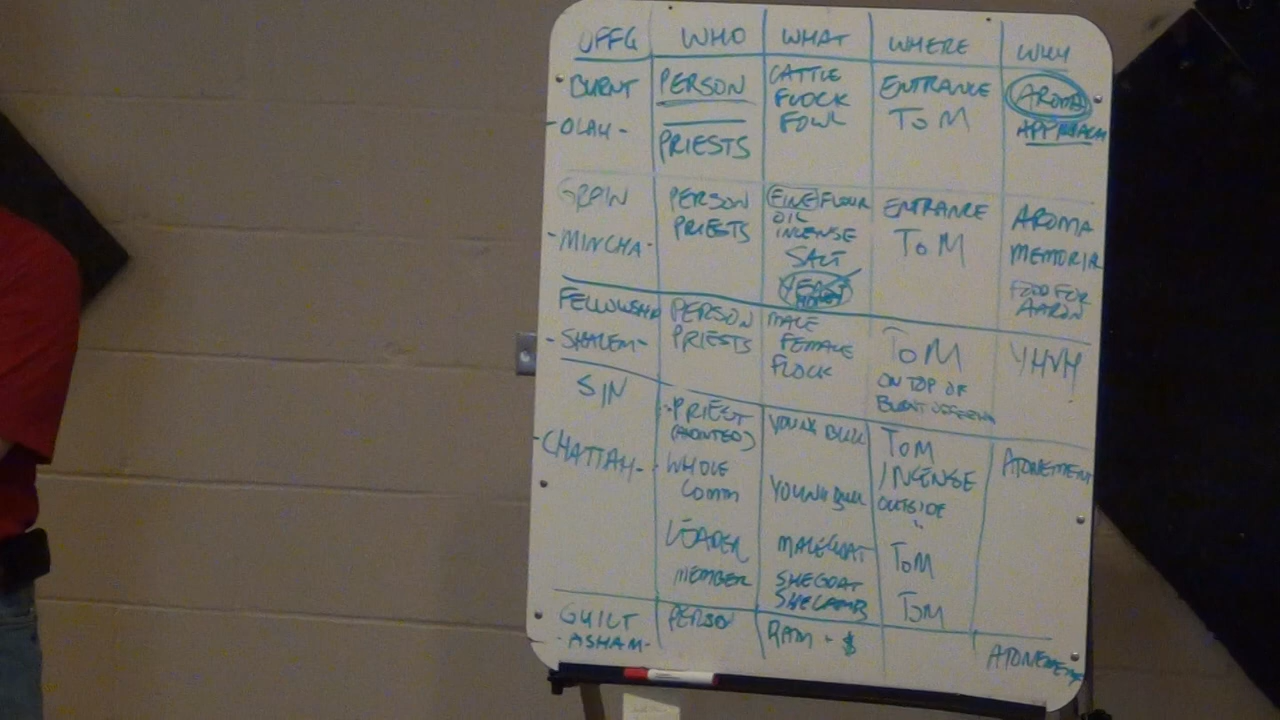 OFFG WHO WHAT WHERE WHY
BURNT PERSON CATTLE ENTRANCE AROMA
FLOCK
-OLAH- PRIESTS FOWL ToM APPROACH
GRAIN PERSON FINE FLOUR ENTRANCE AROMA
OIL
-MINCHA- PRIESTS INCENSE ToM MEMORIAL
SALT
YEAST FOOD FOR
HONEY AARON
FELLOWSHIP PERSON MALE ToM YHVH
-SHALEM- PRIESTS FEMALE
FLOCK ON TOP OF
BURNT OFFERING
SIN PRIEST YOUNG BULL ToM ATONEMENT
(ANOINTED)
-CHATTAH- WHOLE INCENSE
COMM YOUNG BULL OUTSIDE
"
LEADER MALE GOAT ToM
MEMBER SHE GOAT
SHE LAMB ToM
GUILT PERSON RAM + $ ATONEMENT
-ASHAM-